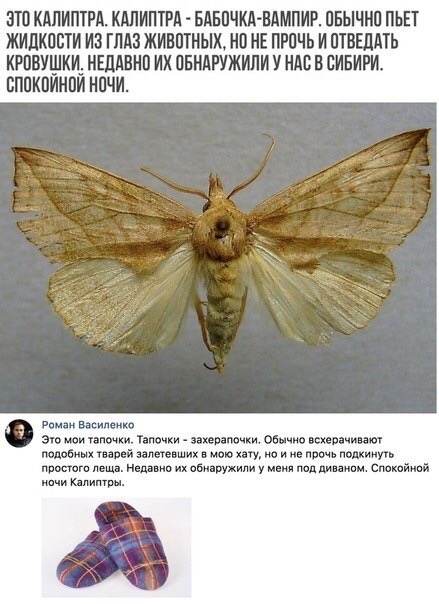 ЭТО КАЛИПТРА. КАЛИПТРА - БАБОЧКА-ВАМПИР. ОБЫЧНО ПЬЕТ
ЖИДКОСТИ ИЗ ГЛАЗ ЖИВОТНЫХ, НО НЕ ПРОЧЬ И ОТВЕДАТЬ
КРОВУШКИ. НЕДАВНО ИХ ОБНАРУЖИЛИ У НАС В СИБИРИ.
СПОКОЙНОЙ НОЧИ.
Роман Василенко
Это мои тапочки. Тапочки - захерапочки. Обычно всхерачивают
подобных тварей залетевших в мою хату, но и не прочь подкинуть
простого леща. Недавно их обнаружили у меня под диваном. Спокойной
ночи Калиптры.